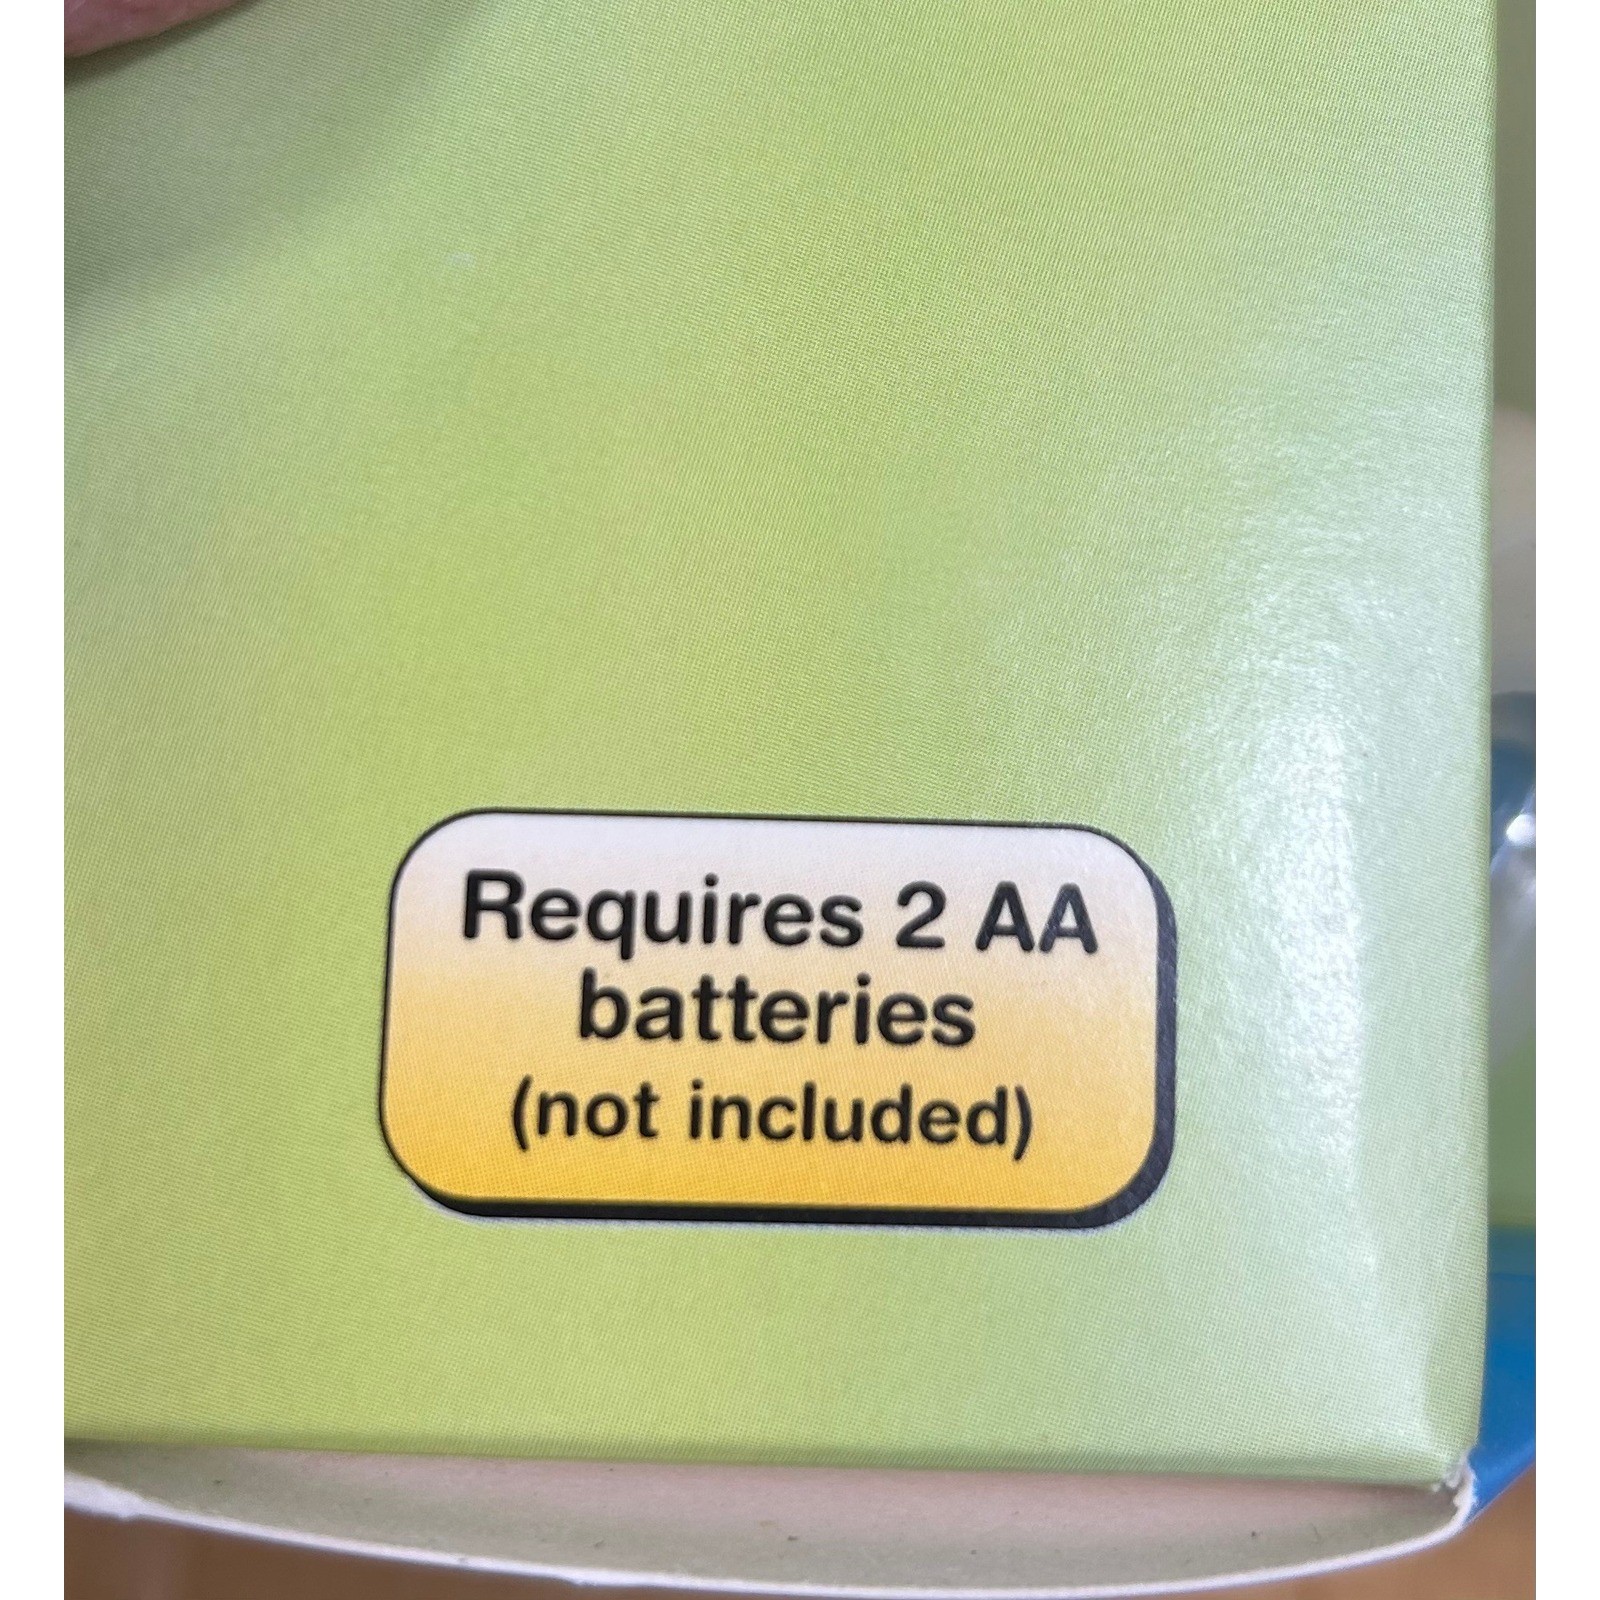 Requires 2 AA
batteries
(not included)